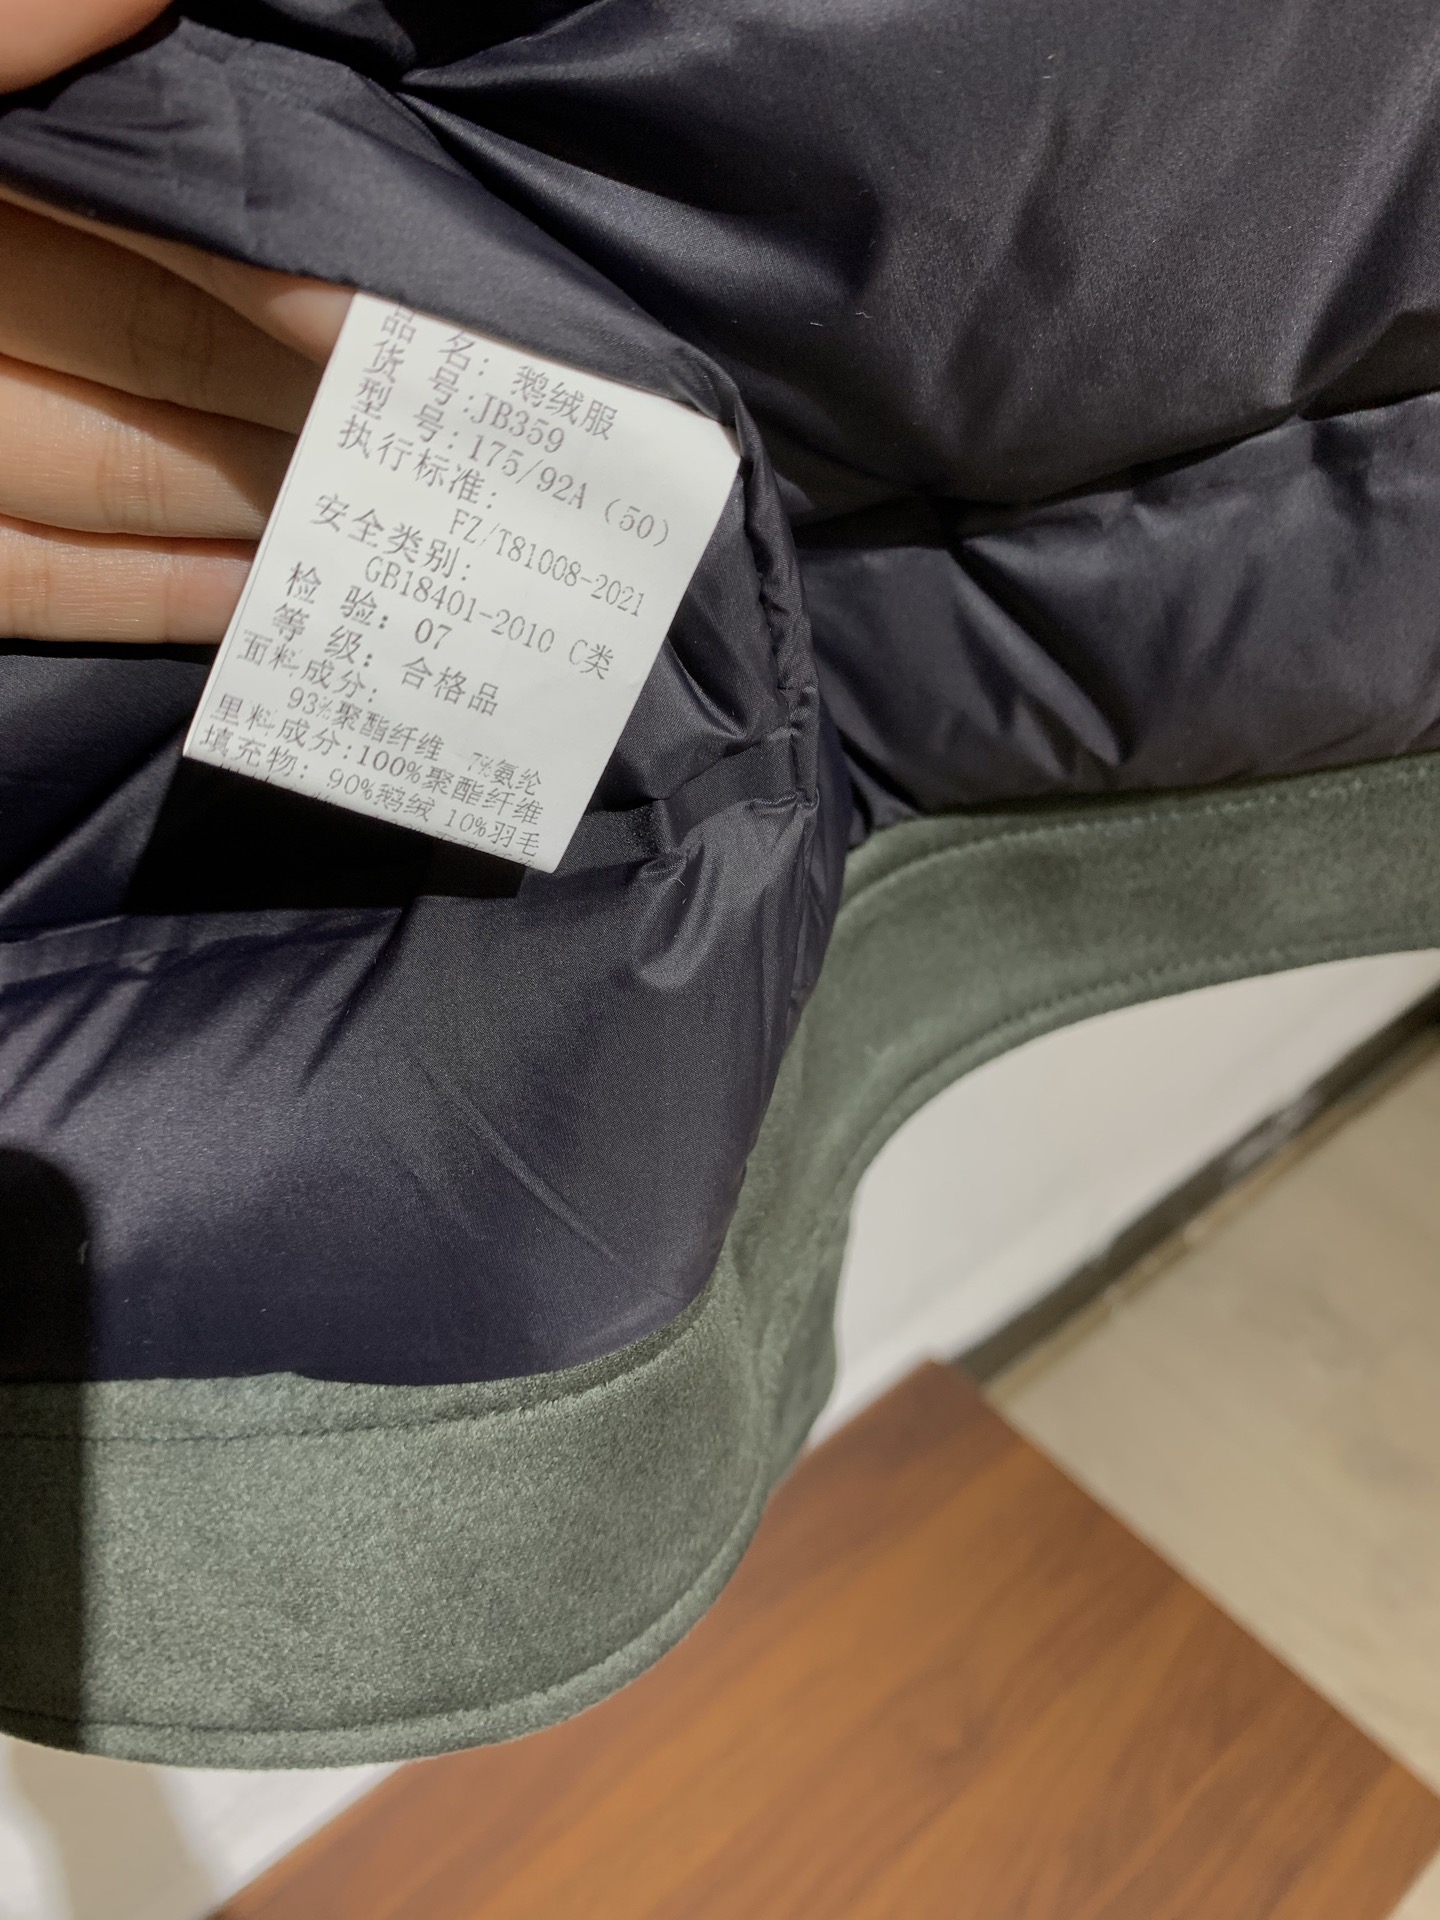 品 名: 鹅绒服
货 号:JB359
型 号: 175/92A (50)
执行标准:
FZ/T81008-2021
安全类别:
GB18401-2010 C类
检 验: 07
等 级: 合格品
面料成分:
93%聚酯纤维 7%氨纶
里料成分:100%聚酯纤维
填充物: 90%鹅绒 10%羽毛